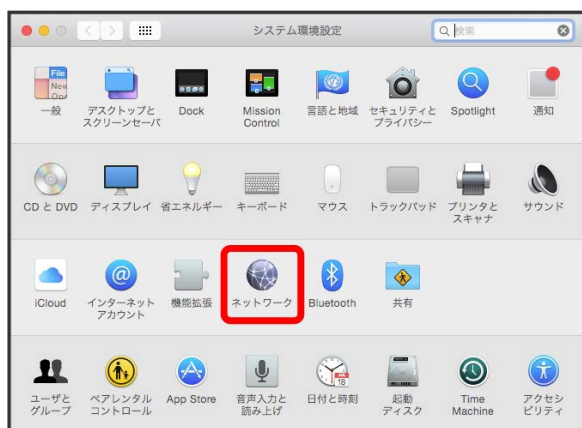 システム環境設定
検索
File
New
一般
デスクトップと
スクリーンセーバ
Dock
Mission
Control
言語と地域
セキュリティと
プライバシー
Spotlight
通知
CD と DVD
ディスプレイ
省エネルギー
キーボード
マウス
トラックパッド
プリンタと
スキャナ
サウンド
iCloud
インターネット
アカウント
機能拡張
ネットワーク
Bluetooth
共有
ユーザと
グループ
ペアレンタル
コントロール
App Store
音声入力と
読み上げ
18
日付と時刻
起動
ディスク
Time
Machine
アクセシ
ビリティ